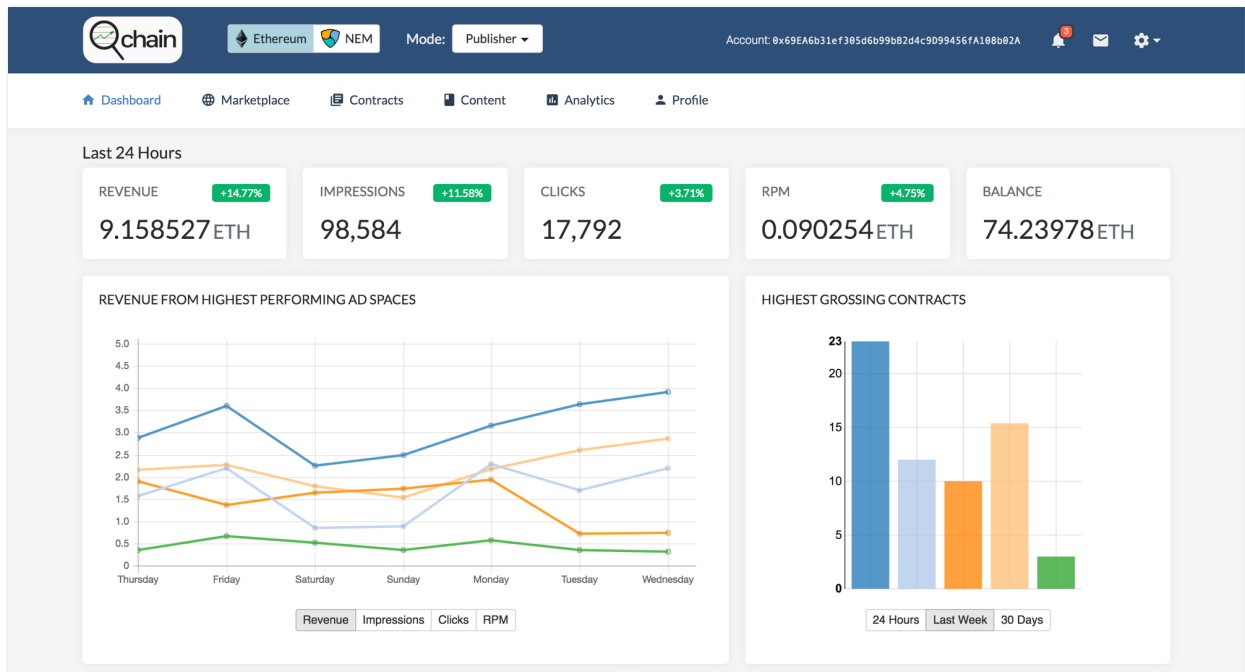 Qchain
Ethereum NEM Mode: Publisher
Account: 0x69EA6b31ef305d6b99bB2d4c9D99456fA108b02A 3
Dashboard Marketplace Contracts Content Analytics Profile
Last 24 Hours
REVENUE +14.77%
9.158527 ETH
IMPRESSIONS +11.58%
98,584
CLICKS +3.71%
17,792
RPM +4.75%
0.090254 ETH
BALANCE
74.23978 ETH
REVENUE FROM HIGHEST PERFORMING AD SPACES
5.0
4.5
4.0
3.5
3.0
2.5
2.0
1.5
1.0
0.5
0
Thursday Friday Saturday Sunday Monday Tuesday Wednesday
Revenue Impressions Clicks RPM
HIGHEST GROSSING CONTRACTS
23
20
15
10
5
0
24 Hours Last Week 30 Days